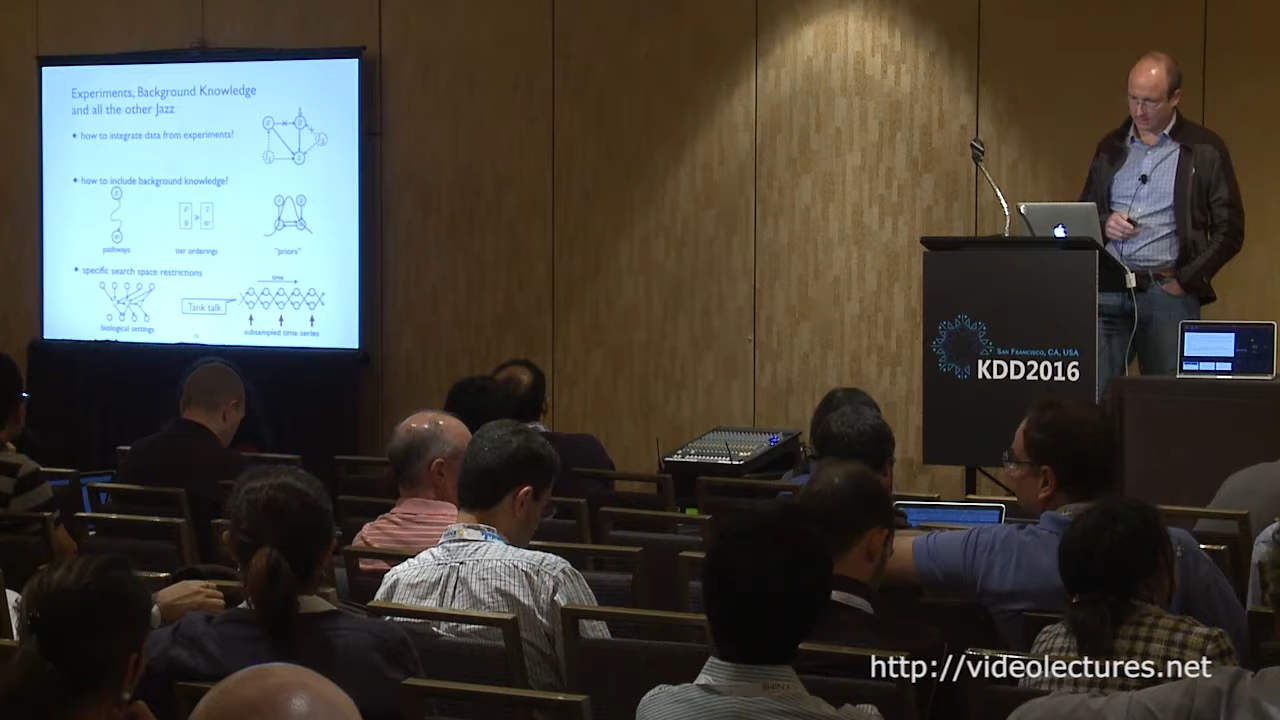 Experiments, Background Knowledge
and all the other Jazz
how to integrate data from experiments?
how to include background knowledge?
pathways
tier orderings
"priors"
specific search space restrictions
time
Tank talk
biological settings
subsampled time series
SAN FRANCISCO, CA, USA
KDD2016
http://videolectures.net